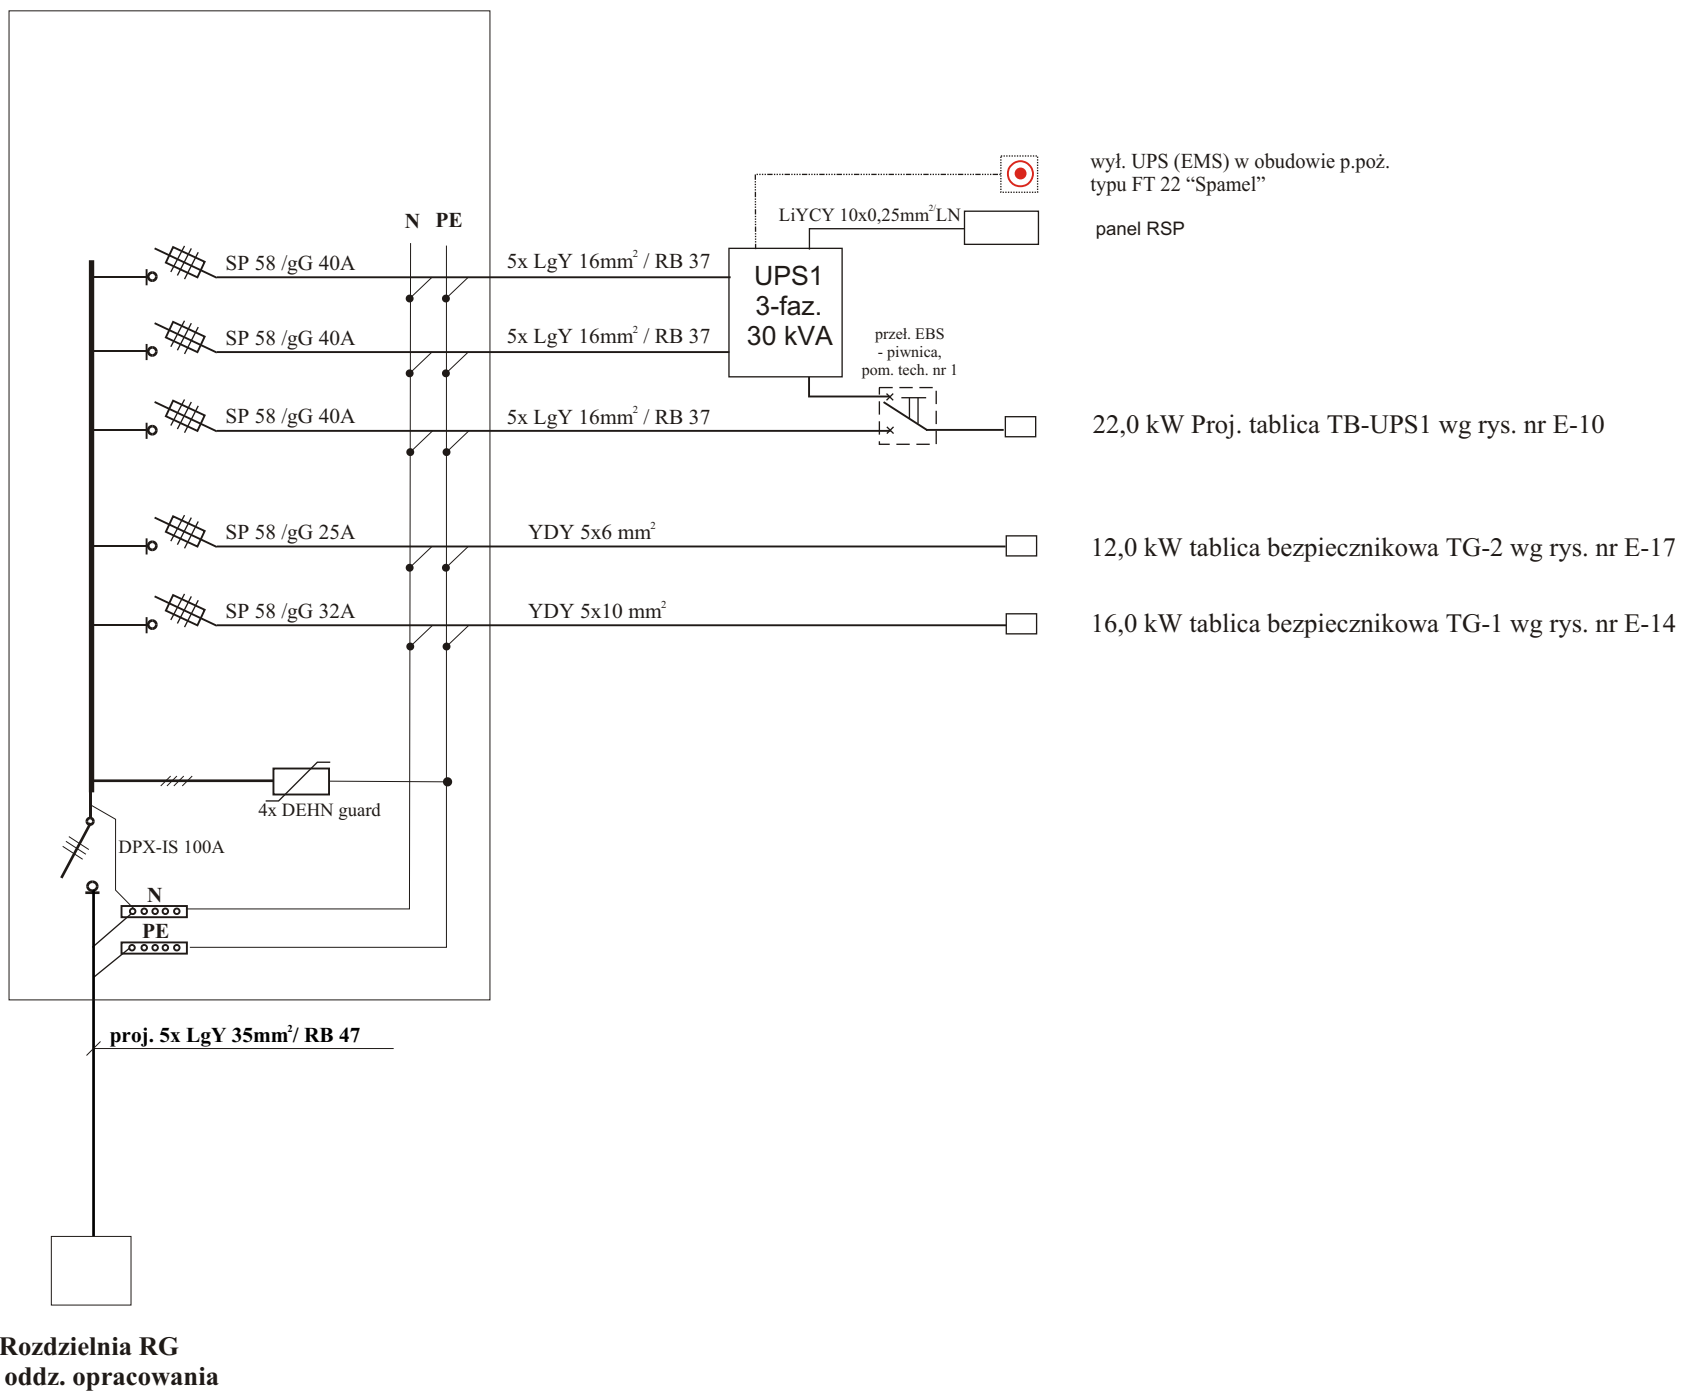 wył. UPS (EMS) w obudowie p.poż.
typu FT 22 “Spamel”
LiYCY 10x0,25mm²/LN
panel RSP
N PE
SP 58 /gG 40A
5x LgY 16mm² / RB 37
UPS1
3-faz.
30 kVA
SP 58 /gG 40A
5x LgY 16mm² / RB 37
przeł. EBS
- piwnica,
pom. tech. nr 1
SP 58 /gG 40A
5x LgY 16mm² / RB 37
22,0 kW Proj. tablica TB-UPS1 wg rys. nr E-10
SP 58 /gG 25A
YDY 5x6 mm²
12,0 kW tablica bezpiecznikowa TG-2 wg rys. nr E-17
SP 58 /gG 32A
YDY 5x10 mm²
16,0 kW tablica bezpiecznikowa TG-1 wg rys. nr E-14
4x DEHN guard
DPX-IS 100A
N
PE
proj. 5x LgY 35mm²/ RB 47
Rozdzielnia RG
oddz. opracowania